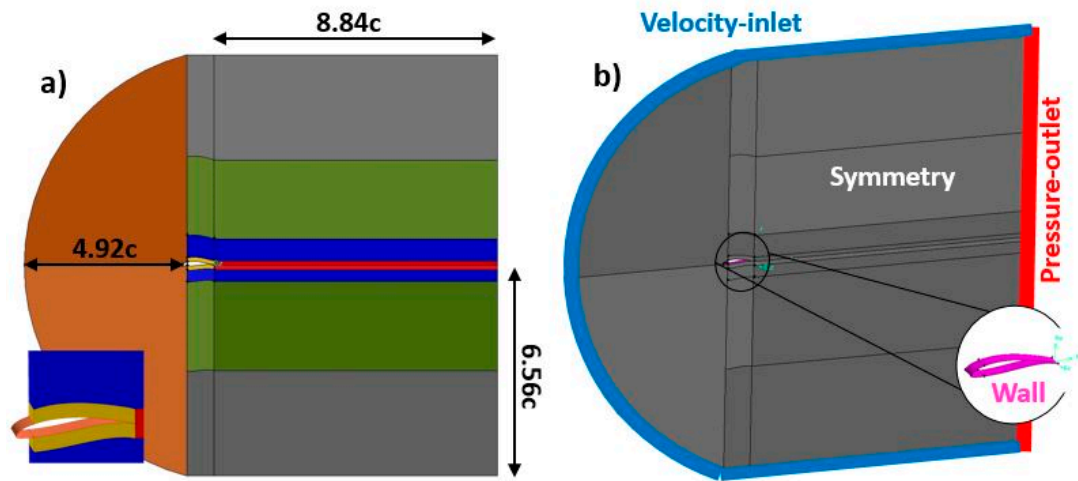 8.84c
a)
4.92c
6.56c
Velocity-inlet
b)
Symmetry
Pressure-outlet
Wall